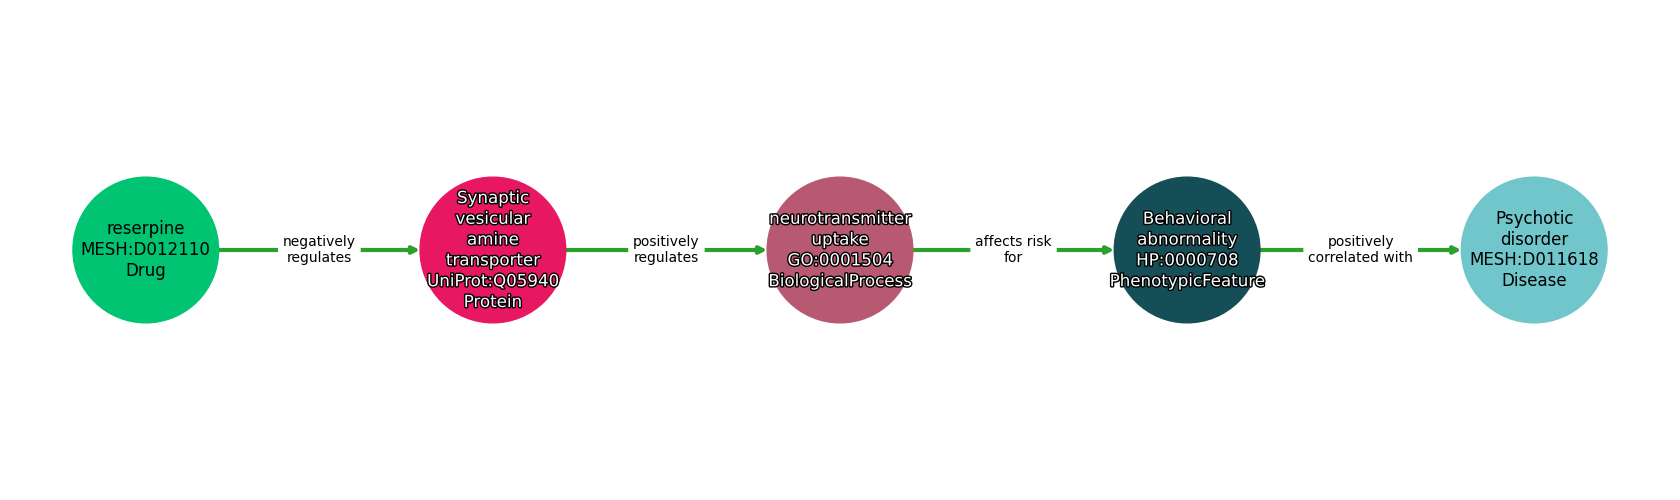 reserpine
MESH:D012110
Drug
negatively
regulates
Synaptic
vesicular
amine
transporter
UniProt:Q05940
Protein
positively
regulates
neurotransmitter
uptake
GO:0001504
BiologicalProcess
affects risk
for
Behavioral
abnormality
HP:0000708
PhenotypicFeature
positively
correlated with
Psychotic
disorder
MESH:D011618
Disease